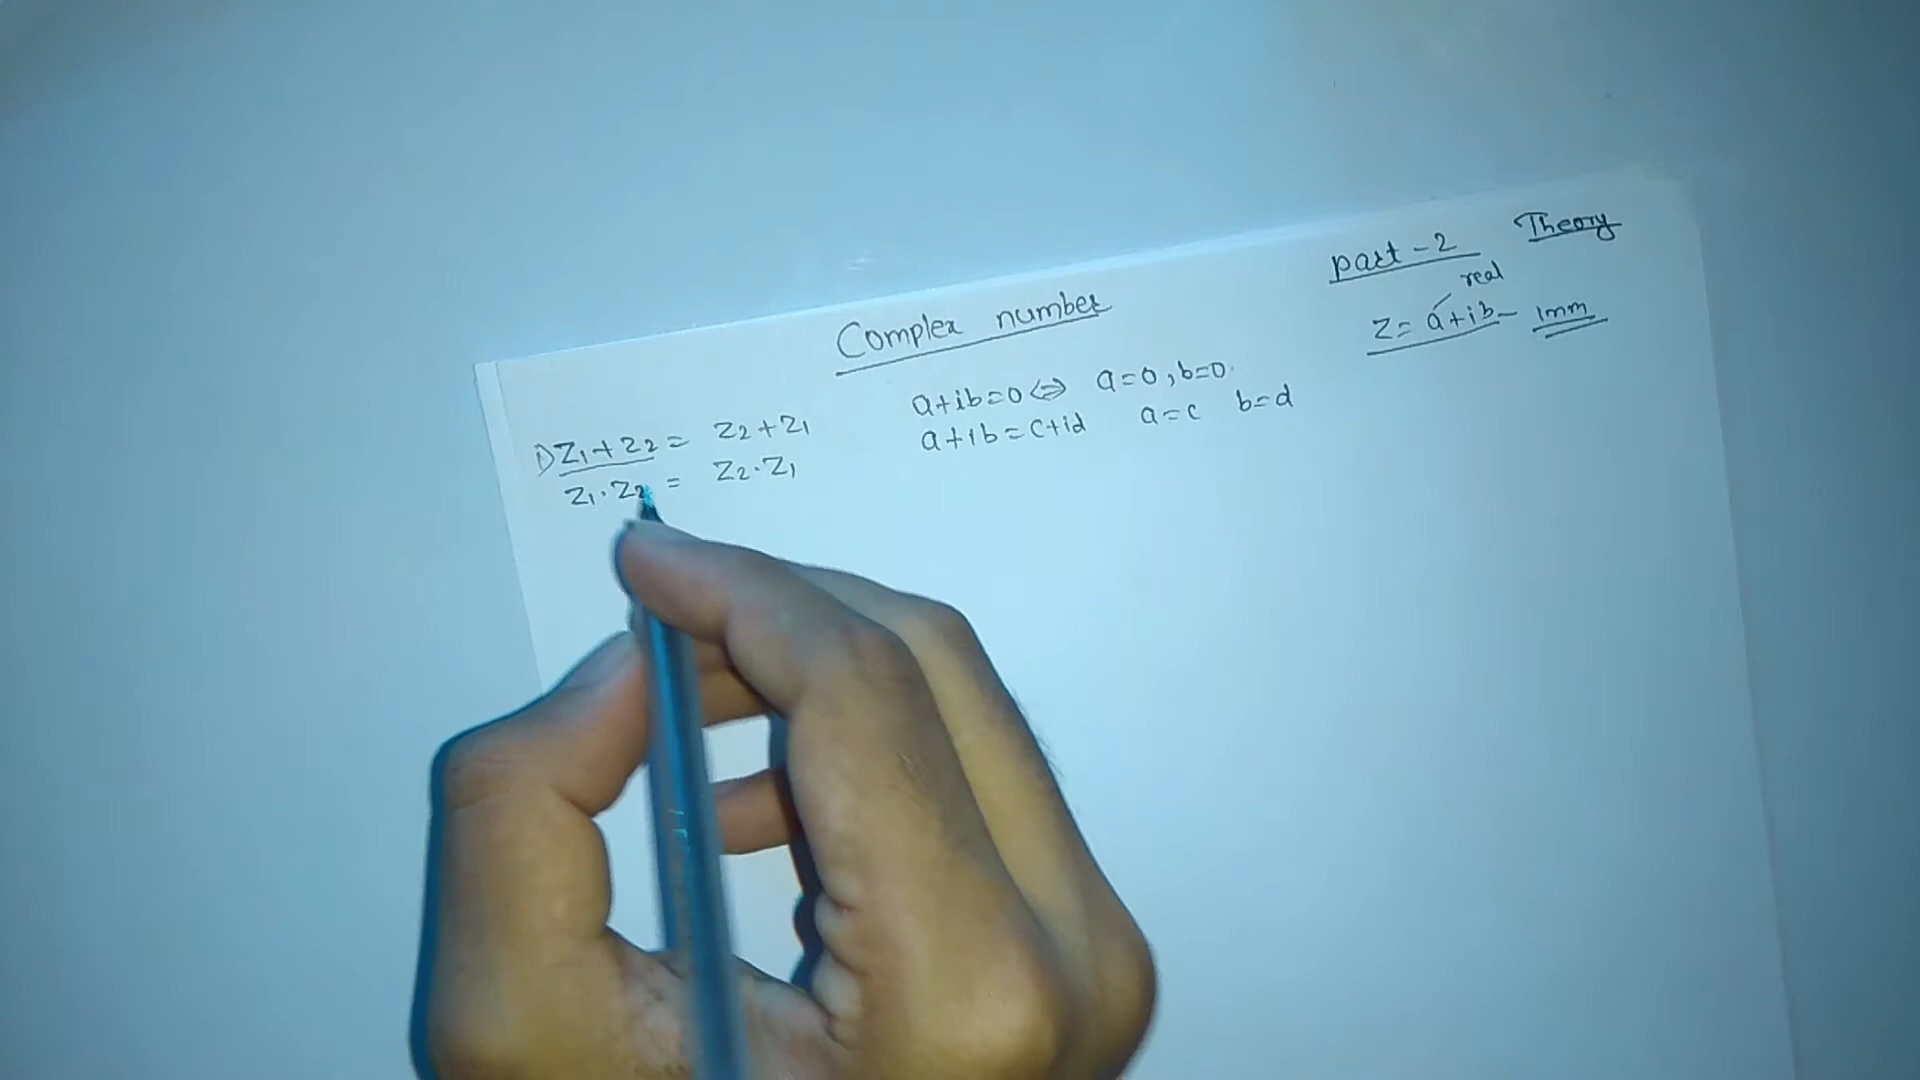 Theory
part - 2
real
Z = a+ib - Imm
Complex number
a+ib=0 ⇔ a=0, b=0.
a+ib = c+id a=c b=d
1) Z1 + Z2 = Z2 + Z1
Z1 . Z2 = Z2 . Z1